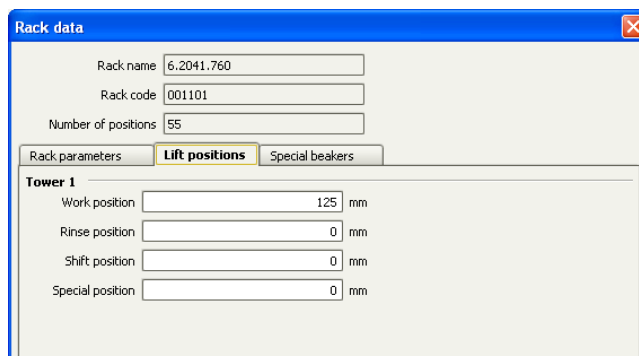 Rack data
Rack name 6.2041.760
Rack code 001101
Number of positions 55
Rack parameters Lift positions Special beakers
Tower 1
Work position 125 mm
Rinse position 0 mm
Shift position 0 mm
Special position 0 mm